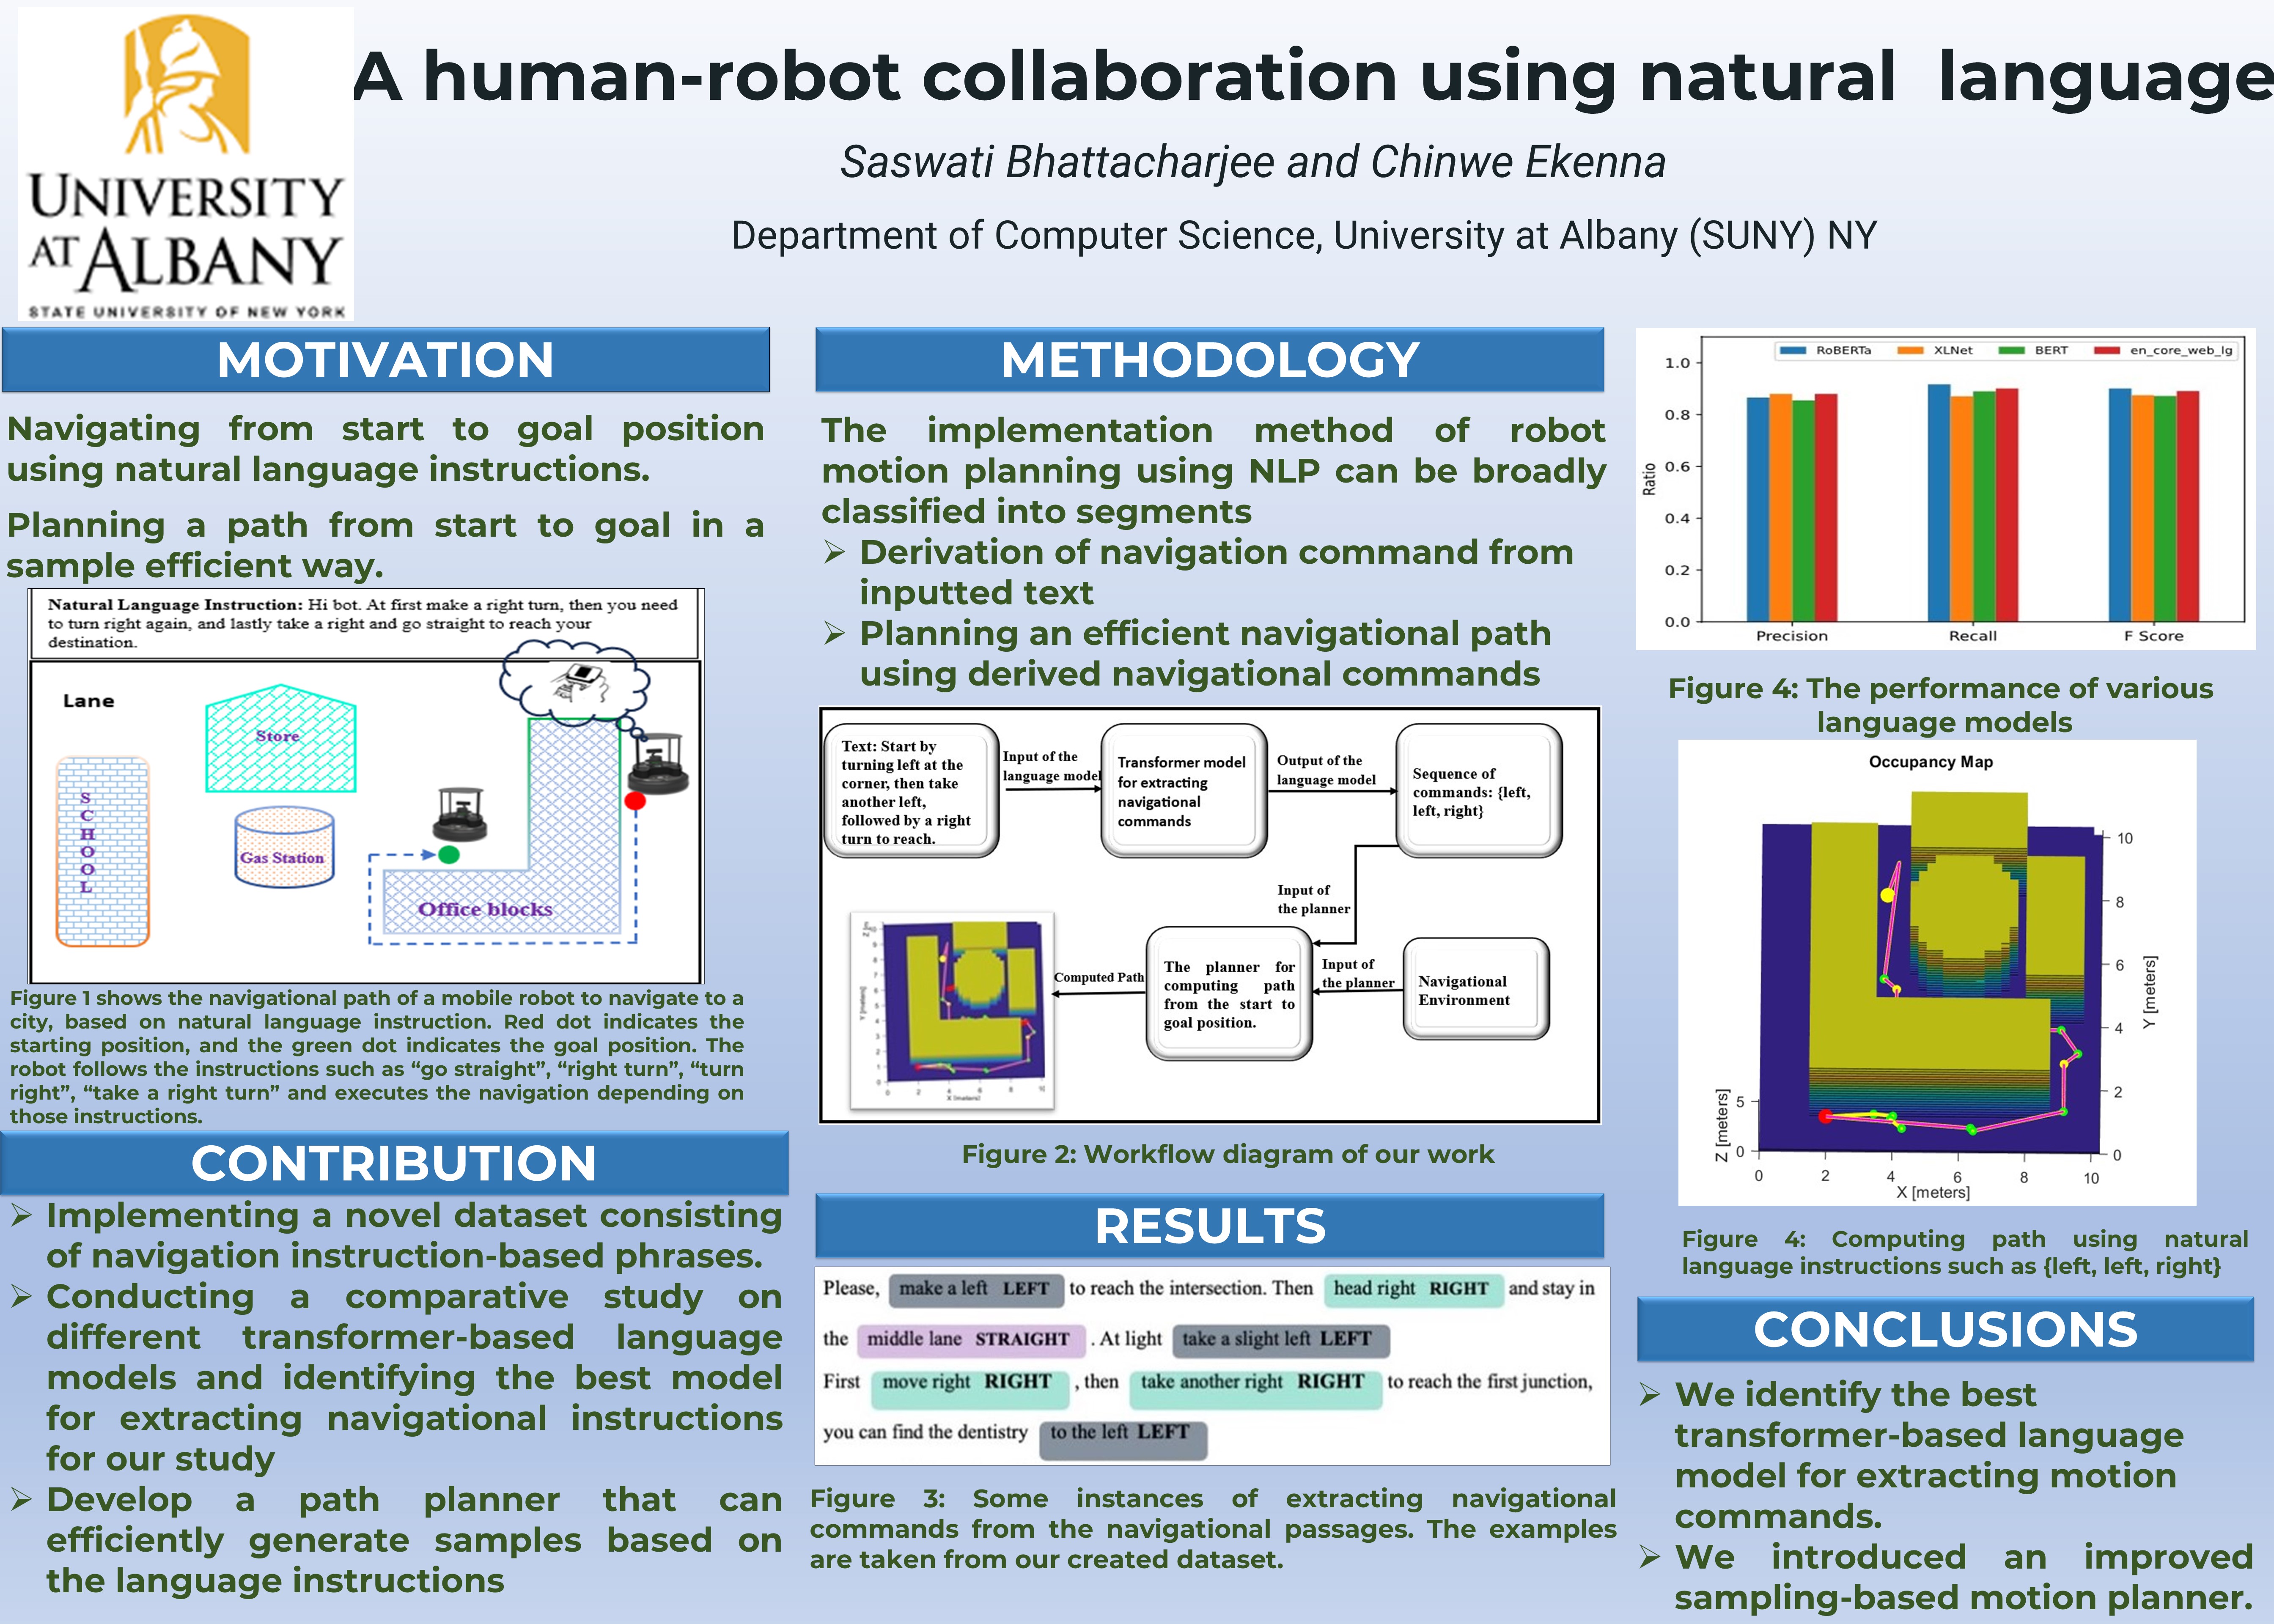 UNIVERSITY
AT ALBANY
STATE UNIVERSITY OF NEW YORK
A human-robot collaboration using natural language
Saswati Bhattacharjee and Chinwe Ekenna
Department of Computer Science, University at Albany (SUNY) NY
MOTIVATION
Navigating from start to goal position
using natural language instructions.
Planning a path from start to goal in a
sample efficient way.
Natural Language Instruction: Hi bot. At first make a right turn, then you need
to turn right again, and lastly take a right and go straight to reach your
destination.
Lane
Store
SCHOOL
Gas Station
Office blocks
Figure 1 shows the navigational path of a mobile robot to navigate to a
city, based on natural language instruction. Red dot indicates the
starting position, and the green dot indicates the goal position. The
robot follows the instructions such as “go straight”, “right turn”, “turn
right”, “take a right turn” and executes the navigation depending on
those instructions.
CONTRIBUTION
➢ Implementing a novel dataset consisting
of navigation instruction-based phrases.
➢ Conducting a comparative study on
different transformer-based language
models and identifying the best model
for extracting navigational instructions
for our study
➢ Develop a path planner that can
efficiently generate samples based on
the language instructions
METHODOLOGY
The implementation method of robot
motion planning using NLP can be broadly
classified into segments
➢ Derivation of navigation command from
inputted text
➢ Planning an efficient navigational path
using derived navigational commands
Text: Start by
turning left at the
corner, then take
another left,
followed by a right
turn to reach.
Input of the
language model
Transformer model
for extracting
navigational
commands
Output of the
language model
Sequence of
commands: {left,
left, right}
Input of
the planner
Computed Path
The planner for
computing path
from the start to
goal position.
Input of
the planner
Navigational
Environment
X [meters]
Y [meters]
Figure 2: Workflow diagram of our work
RESULTS
Please, make a left LEFT to reach the intersection. Then head right RIGHT and stay in
the middle lane STRAIGHT . At light take a slight left LEFT
First move right RIGHT , then take another right RIGHT to reach the first junction,
you can find the dentistry to the left LEFT
Figure 3: Some instances of extracting navigational
commands from the navigational passages. The examples
are taken from our created dataset.
RoBERTa XLNet BERT en_core_web_lg
1.0
0.8
0.6
0.4
0.2
0.0
Ratio
Precision Recall F Score
Figure 4: The performance of various
language models
Occupancy Map
10
8
6
4
2
0
Y [meters]
5
0
Z [meters]
0 2 4 6 8 10
X [meters]
Figure 4: Computing path using natural
language instructions such as {left, left, right}
CONCLUSIONS
➢ We identify the best
transformer-based language
model for extracting motion
commands.
➢ We introduced an improved
sampling-based motion planner.